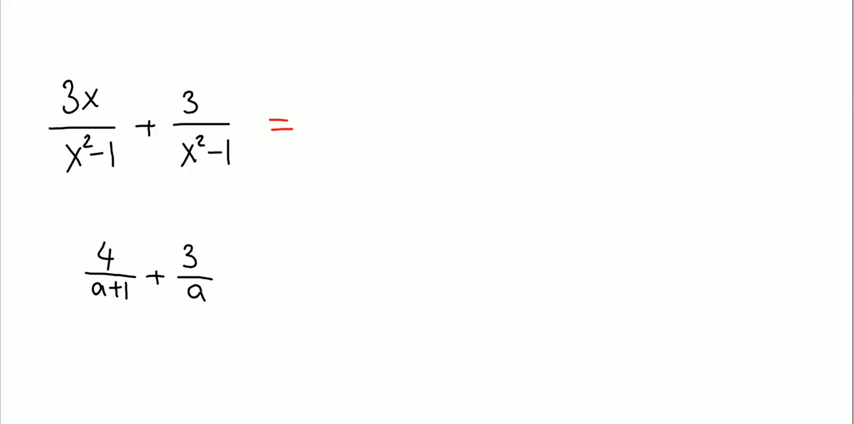 3x/(x²-1) + 3/(x²-1) =
4/(a+1) + 3/a